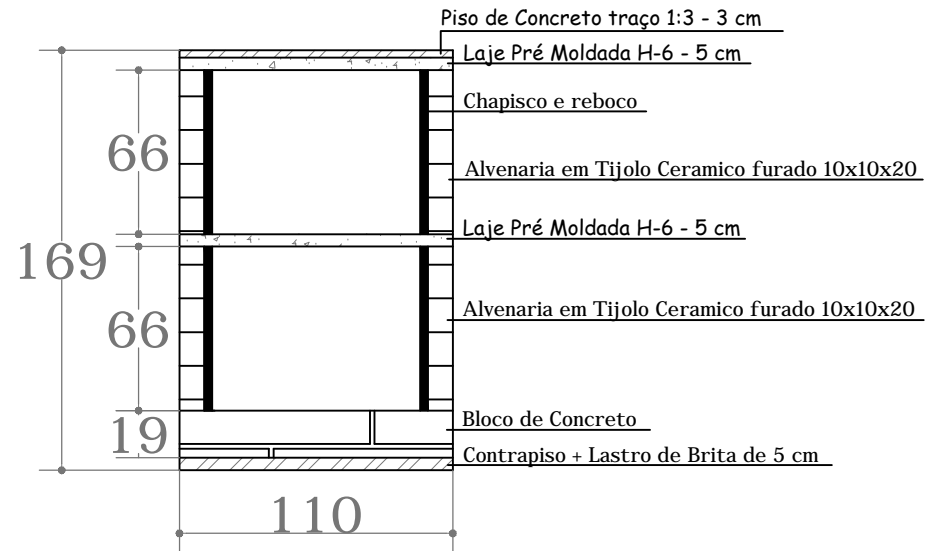 Piso de Concreto traço 1:3 - 3 cm
Laje Pré Moldada H-6 - 5 cm
Chapisco e reboco
66
Alvenaria em Tijolo Ceramico furado 10x10x20
Laje Pré Moldada H-6 - 5 cm
169
Alvenaria em Tijolo Ceramico furado 10x10x20
66
Bloco de Concreto
19
Contrapiso + Lastro de Brita de 5 cm
110